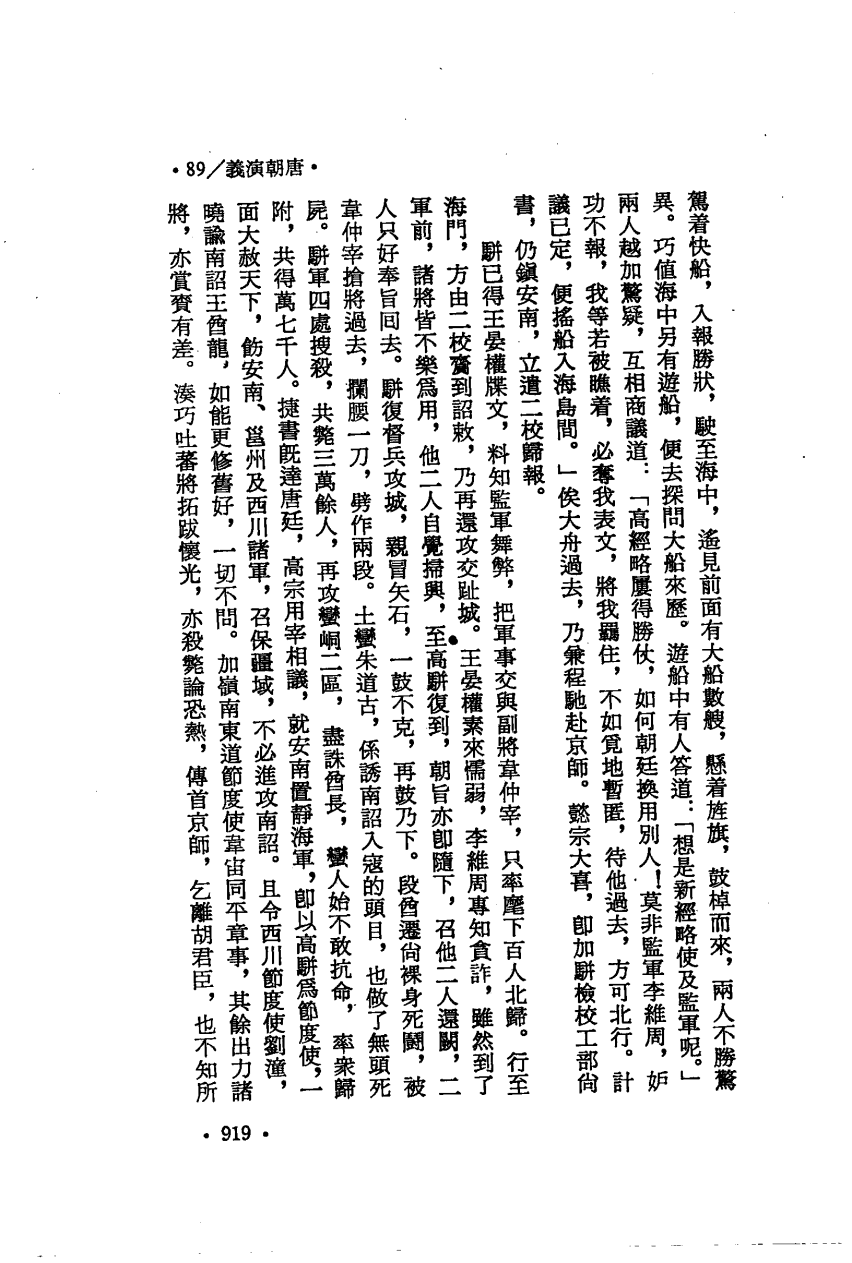 •89／義演朝唐•
駕着快船，入報勝狀，駛至海中，遙見前面有大船數艘，懸着旌旗，鼓棹而來，兩人不勝驚
異。巧值海中另有遊船，便去探問大船來歷。遊船中有人答道：「想是新經略使及監軍呢。」
兩人越加驚疑，互相商議道：「高經略屢得勝仗，如何朝廷換用別人！莫非監軍李維周，妒
功不報，我等若被瞧着，必奪我表文，將我羈住，不如覓地暫匿，待他過去，方可北行。計
議已定，便搖船入海島間。」俟大舟過去，乃兼程馳赴京師。懿宗大喜，卽加駢檢校工部尙
書，仍鎭安南，立遣二校歸報。
駢已得王晏權牒文，料知監軍舞弊，把軍事交與副將韋仲宰，只率麾下百人北歸。行至
海門，方由二校齎到詔敕，乃再還攻交趾城。王晏權素來懦弱，李維周專知貪詐，雖然到了
軍前，諸將皆不樂爲用，他二人自覺掃興，至高駢復到，朝旨亦卽隨下，召他二人還闕，二
人只好奉旨囘去。駢復督兵攻城，親冒矢石，一鼓不克，再鼓乃下。段酋遷尙裸身死鬭，被
韋仲宰搶將過去，攔腰一刀，劈作兩段。土蠻朱道古，係誘南詔入寇的頭目，也做了無頭死
屍。駢軍四處搜殺，共斃三萬餘人，再攻蠻峒二區，盡誅酋長，蠻人始不敢抗命，率衆歸
附，共得萬七千人。捷書旣達唐廷，高宗用宰相議，就安南置靜海軍，卽以高駢爲節度使，一
面大赦天下，飭安南、邕州及西川諸軍，召保疆域，不必進攻南詔。且令西川節度使劉潼，
曉諭南詔王酋龍，如能更修舊好，一切不問。加嶺南東道節度使韋宙同平章事，其餘出力諸
將，亦賞賚有差。湊巧吐蕃將拓跋懷光，亦殺斃論恐熱，傳首京師，乞離胡君臣，也不知所
•919•